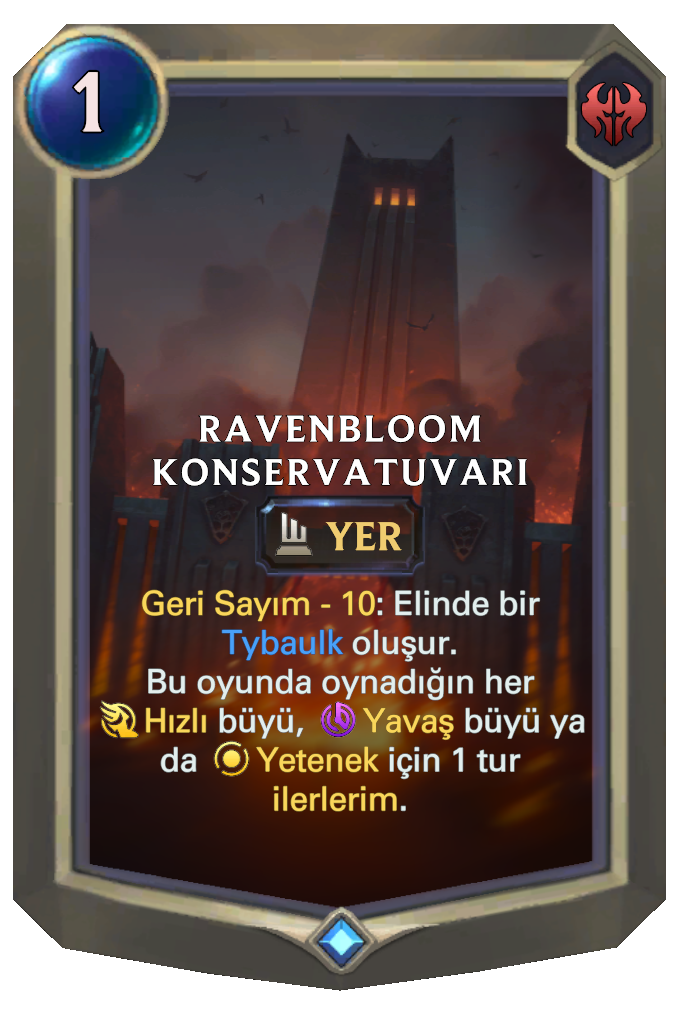 1
RAVENBLOOM
KONSERVATUVARI
YER
Geri Sayım - 10: Elinde bir
Tybaulk oluşur.
Bu oyunda oynadığın her
Hızlı büyü, Yavaş büyü ya
da Yetenek için 1 tur
ilerlerim.